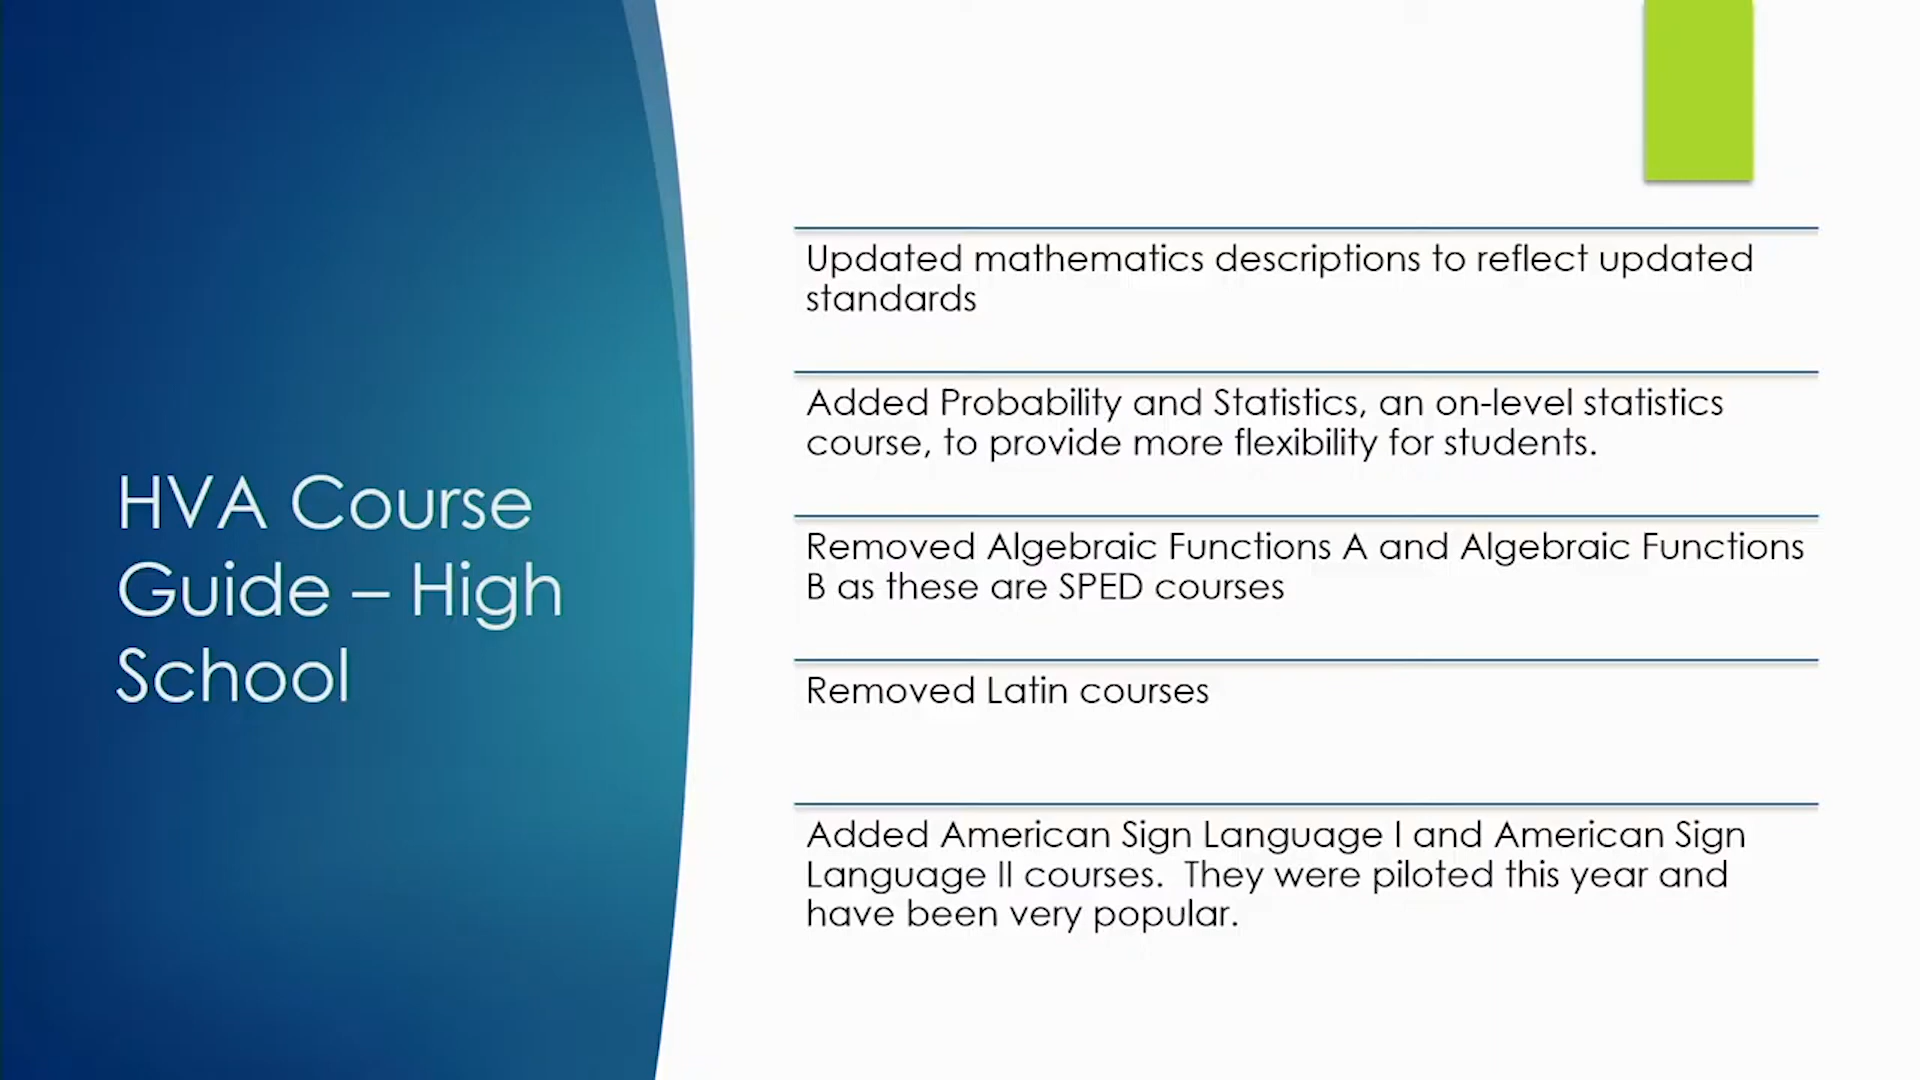 HVA Course
Guide – High
School
Updated mathematics descriptions to reflect updated
standards
Added Probability and Statistics, an on-level statistics
course, to provide more flexibility for students.
Removed Algebraic Functions A and Algebraic Functions
B as these are SPED courses
Removed Latin courses
Added American Sign Language I and American Sign
Language II courses.  They were piloted this year and
have been very popular.